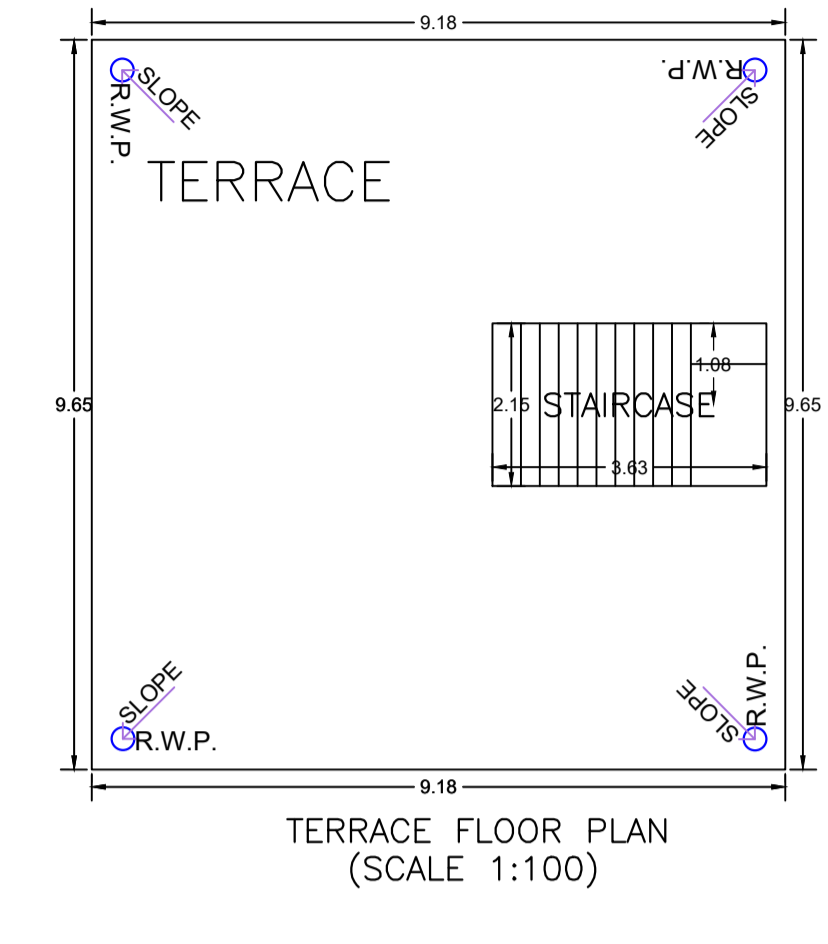 9.18
SLOPE
R.W.P.
R.W.P.
SLOPE
TERRACE
1.08
9.65
2.15
STAIRCASE
9.65
3.63
SLOPE
R.W.P.
SLOPE
R.W.P.
9.18
TERRACE FLOOR PLAN
(SCALE 1:100)